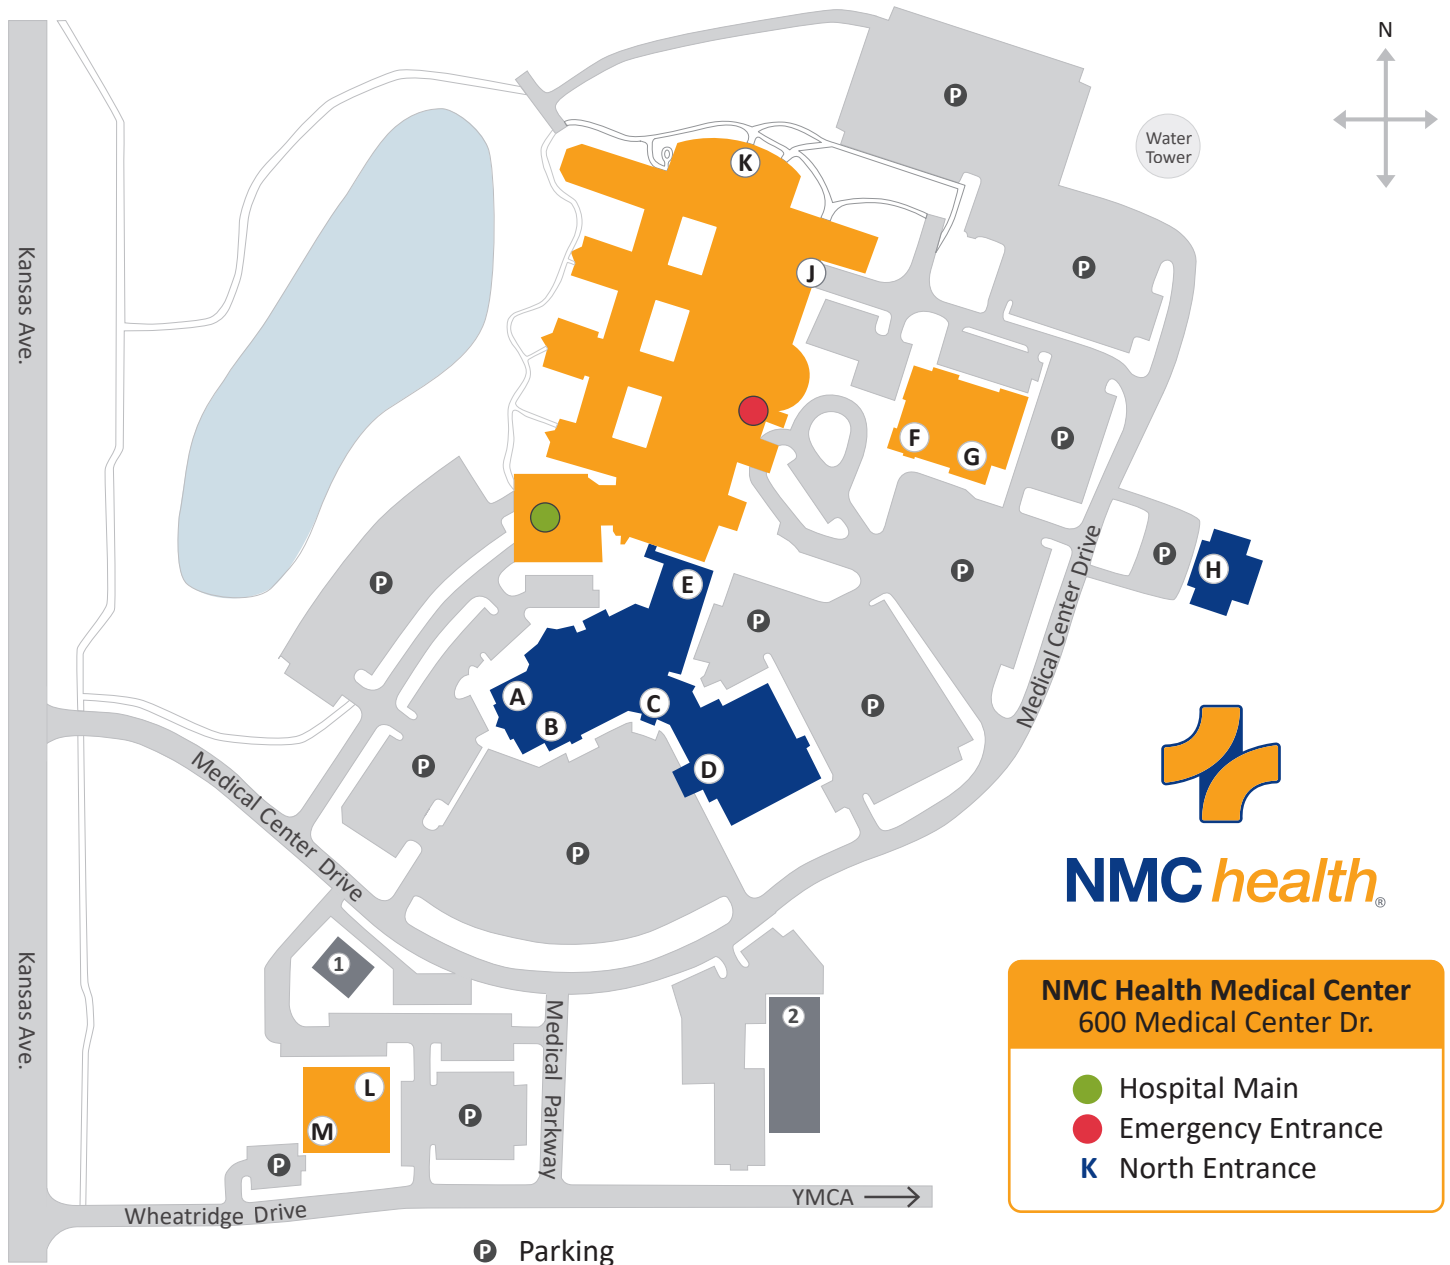 N
P
Water
Tower
K
Kansas Ave.
P
J
F
G
P
H
P
P
P
E
P
Medical Center Drive
A
B
C
P
P
D
P
Medical Center Drive
P
NMC health®
Kansas Ave.
1
2
Medical Parkway
L
M
P
P
Wheatridge Drive
YMCA
P Parking
NMC Health Medical Center
600 Medical Center Dr.
Hospital Main
Emergency Entrance
K North Entrance